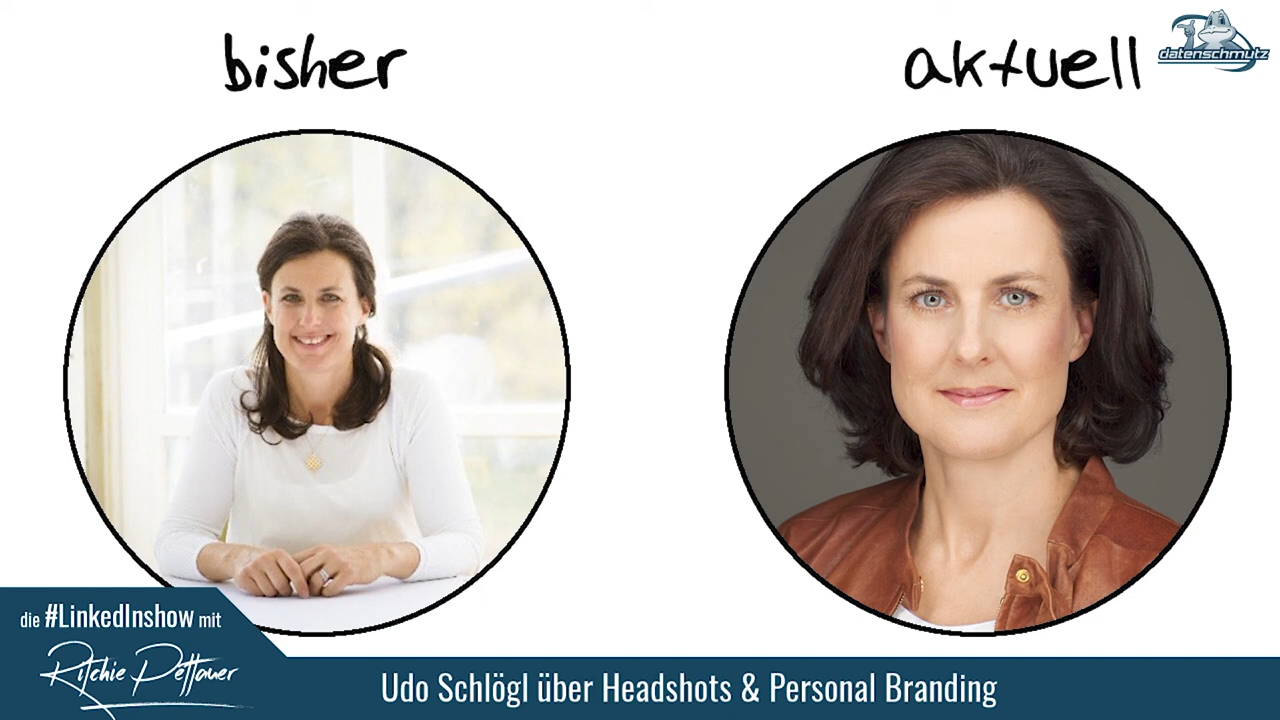 bisher
aktuell
datenschmutz
die #LinkedInshow mit
Ritchie Pettauer
Udo Schlögl über Headshots & Personal Branding